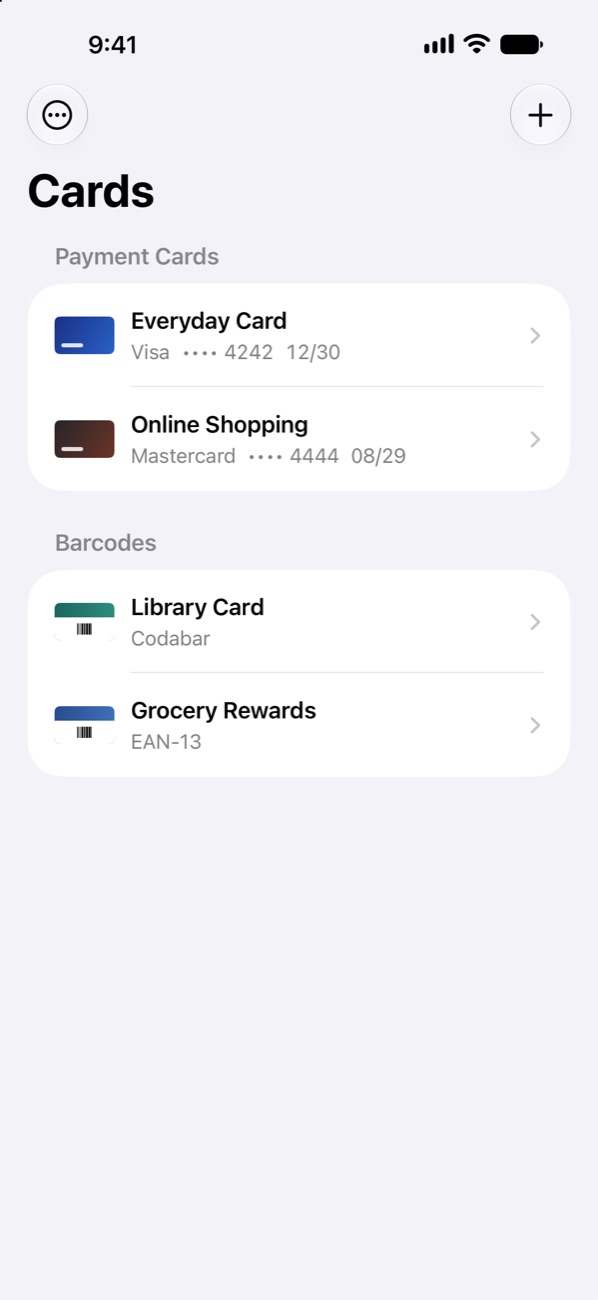 9:41
Cards
Payment Cards
Everyday Card
Visa •••• 4242 12/30
Online Shopping
Mastercard •••• 4444 08/29
Barcodes
Library Card
Codabar
Grocery Rewards
EAN-13